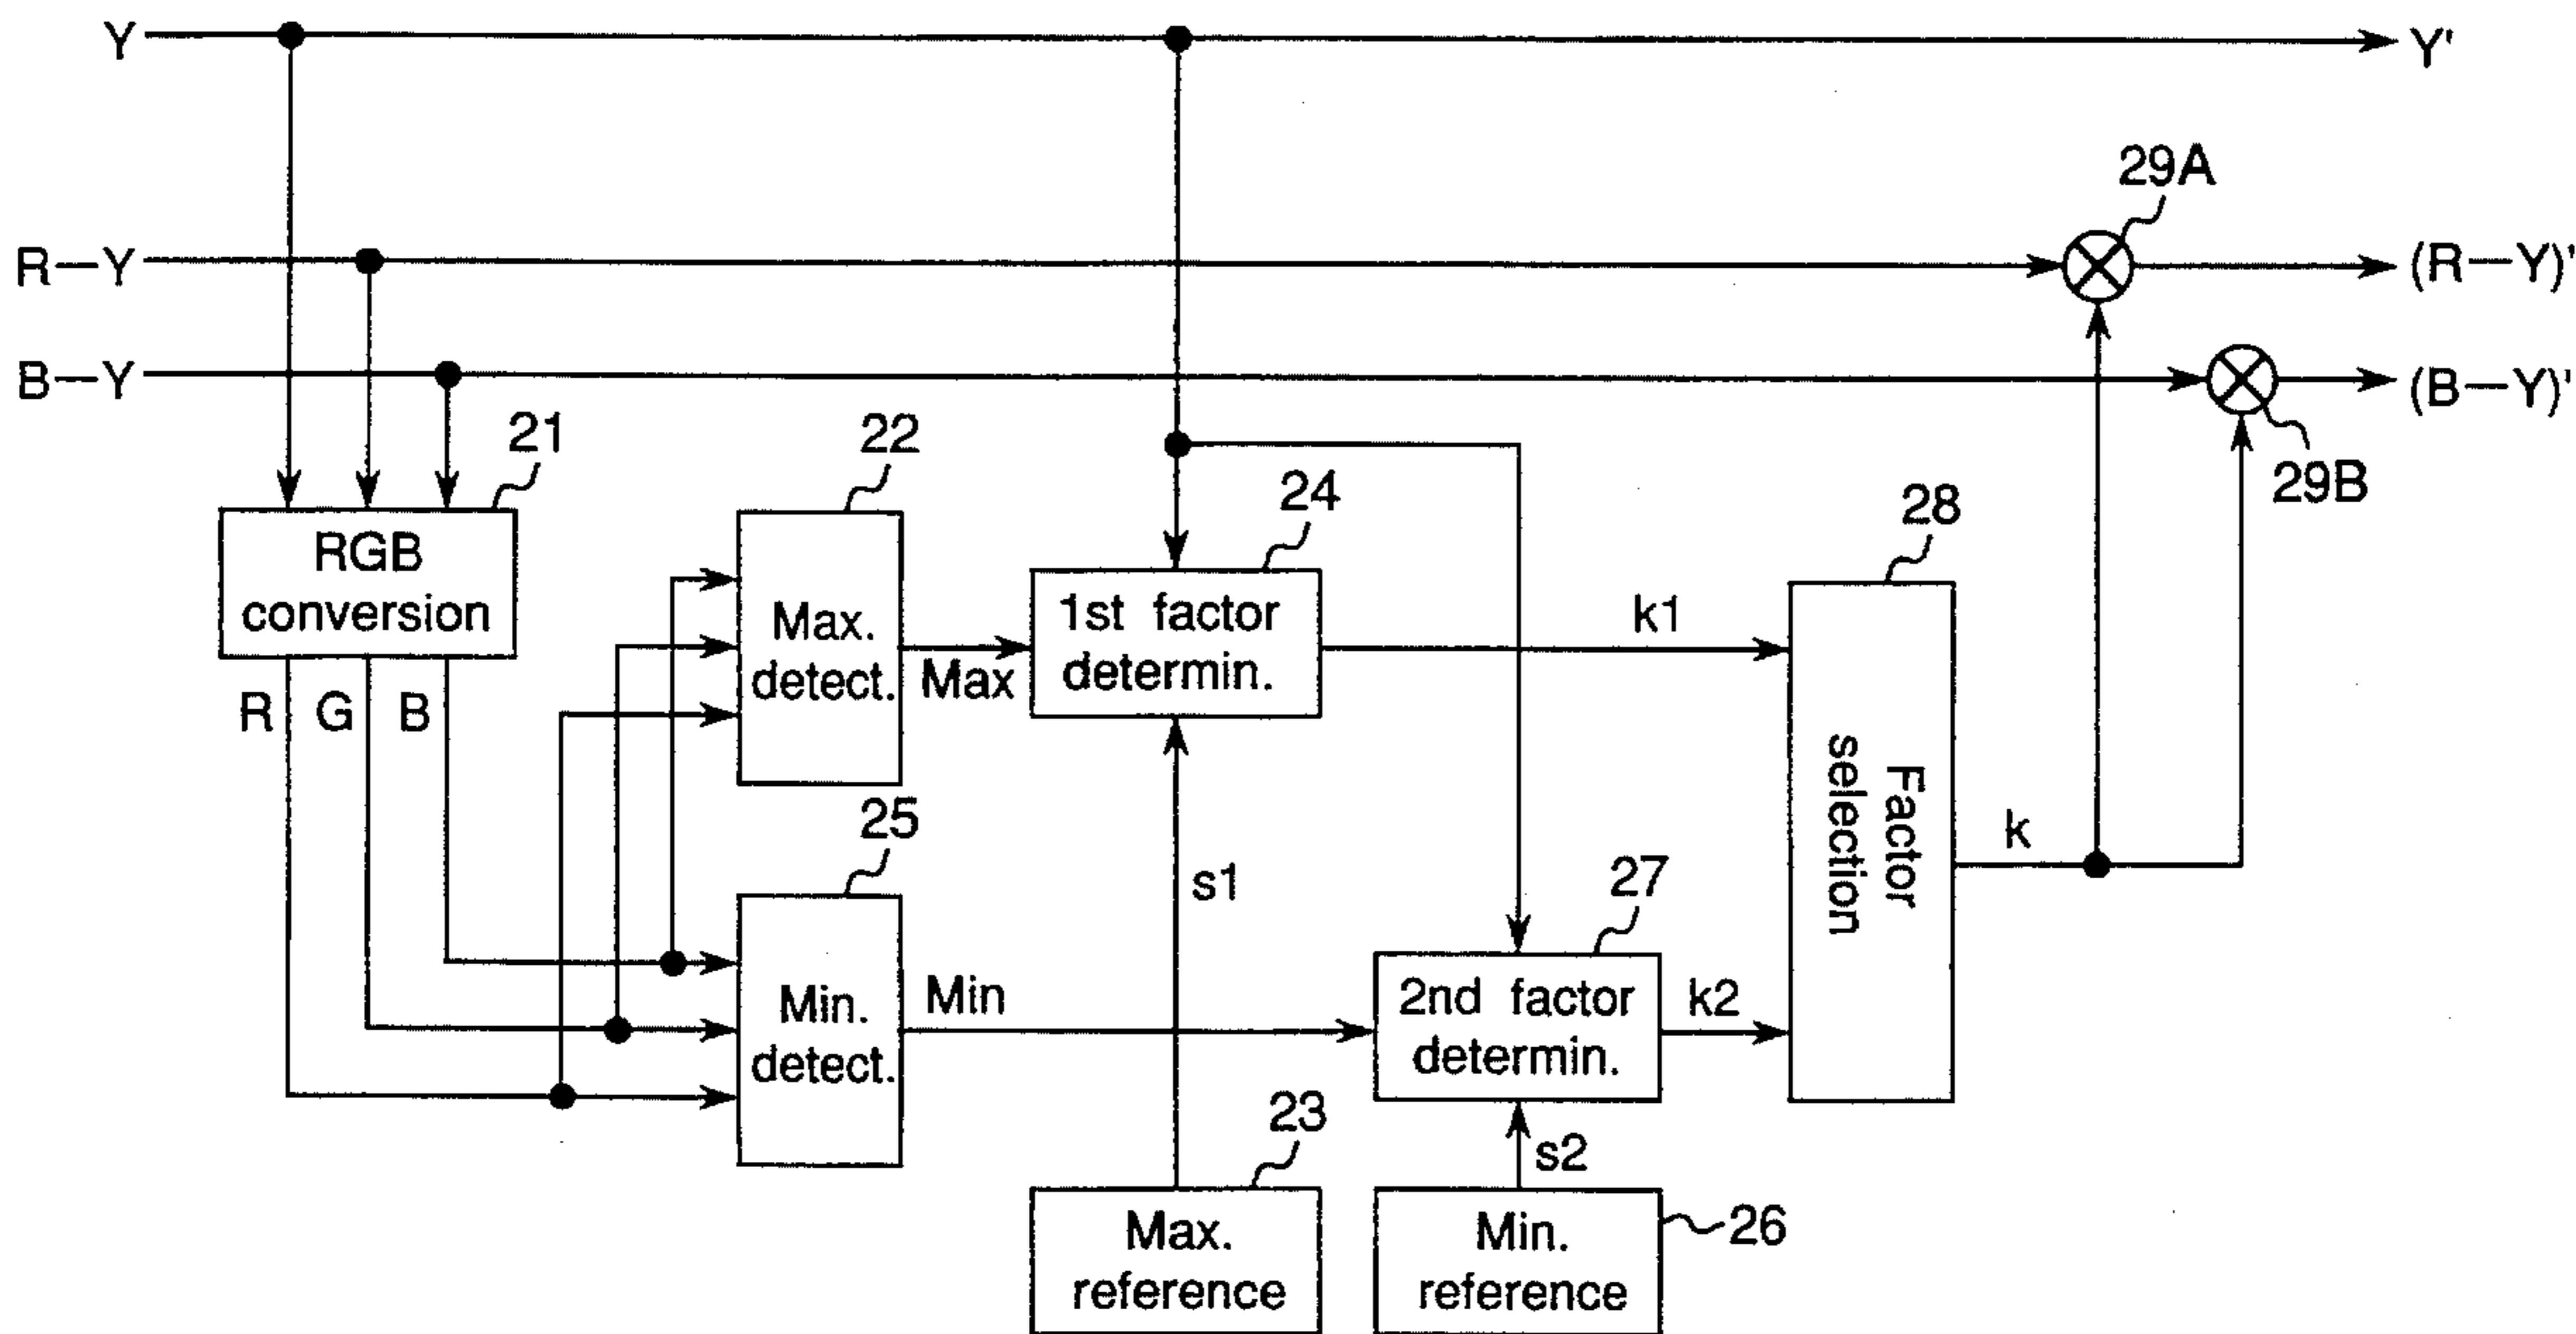 Y
Y'
29A
R—Y
(R—Y)'
B—Y
(B—Y)'
21
22
24
28
29B
RGB
conversion
Max.
detect.
Max
1st factor
determin.
k1
R
G
B
Factor
selection
k
25
s1
27
Min.
detect.
Min
2nd factor
determin.
k2
23
s2
Max.
reference
Min.
reference
26